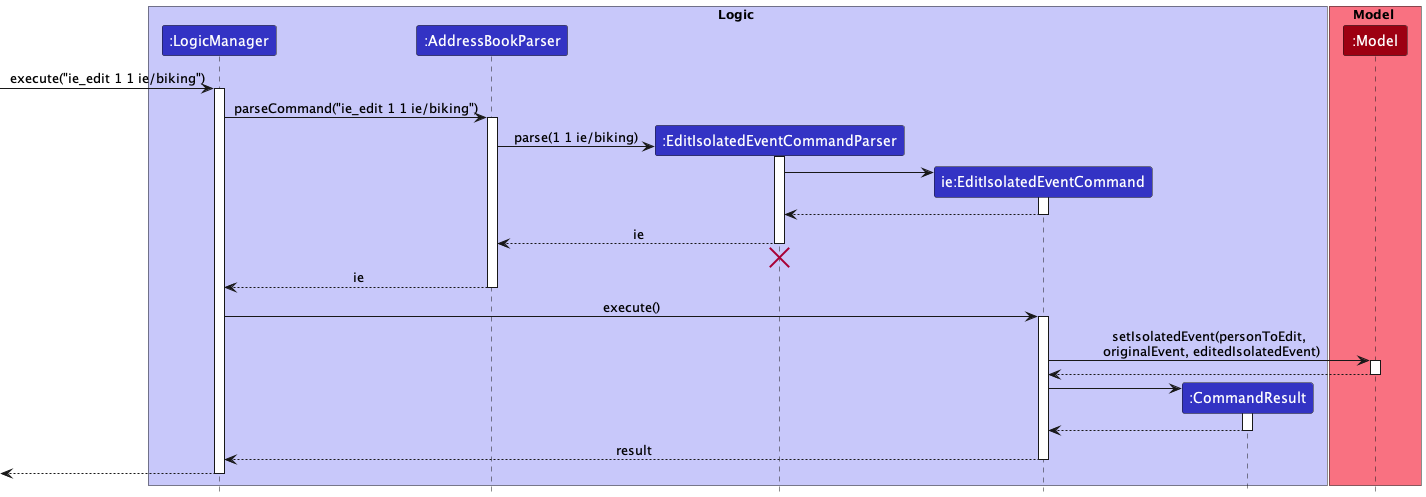 Logic
Model
:LogicManager
:AddressBookParser
:Model
execute("ie_edit 1 1 ie/biking")
parseCommand("ie_edit 1 1 ie/biking")
parse(1 1 ie/biking)
:EditIsolatedEventCommandParser
ie:EditIsolatedEventCommand
ie
ie
execute()
setIsolatedEvent(personToEdit,
originalEvent, editedIsolatedEvent)
:CommandResult
result